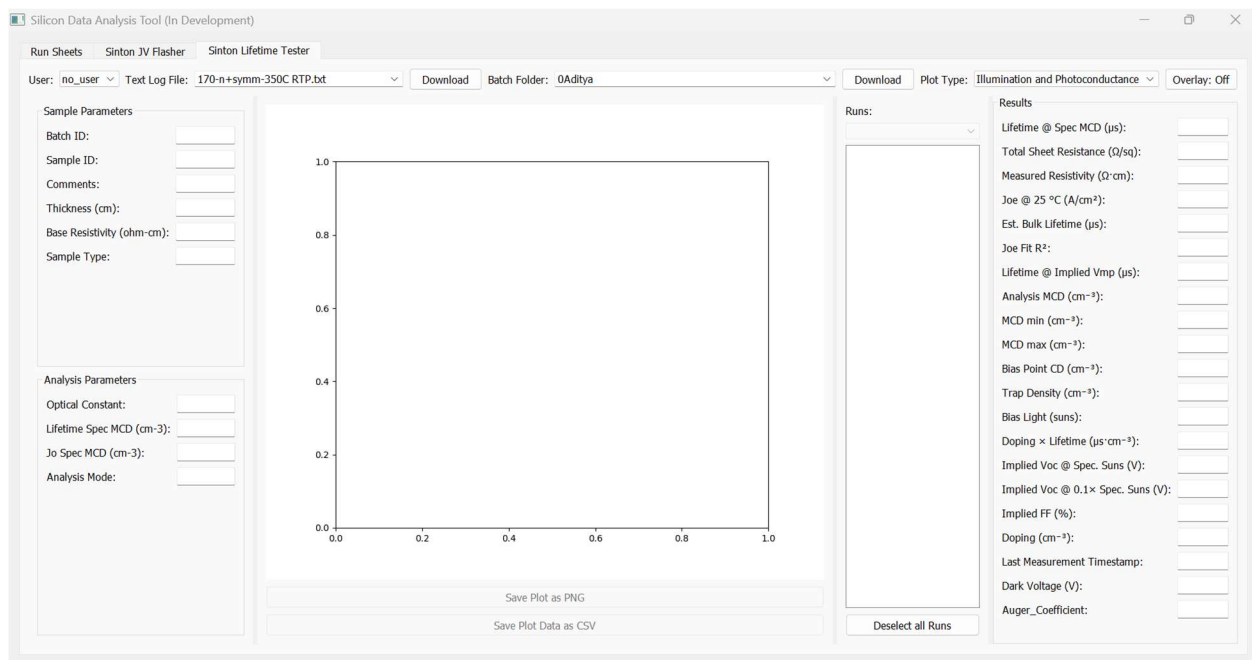 Silicon Data Analysis Tool (In Development)
Run Sheets Sinton JV Flasher Sinton Lifetime Tester
User: no_user Text Log File: 170-n+symm-350C RTP.txt Download Batch Folder: 0Aditya Download Plot Type: Illumination and Photoconductance Overlay: Off
Sample Parameters
Batch ID:
Sample ID:
Comments:
Thickness (cm):
Base Resistivity (ohm-cm):
Sample Type:
Analysis Parameters
Optical Constant:
Lifetime Spec MCD (cm-3):
Jo Spec MCD (cm-3):
Analysis Mode:
1.0
0.8
0.6
0.4
0.2
0.0
0.0 0.2 0.4 0.6 0.8 1.0
Save Plot as PNG
Save Plot Data as CSV
Runs:
Deselect all Runs
Results
Lifetime @ Spec MCD (µs):
Total Sheet Resistance (Ω/sq):
Measured Resistivity (Ω·cm):
Joe @ 25 °C (A/cm²):
Est. Bulk Lifetime (µs):
Joe Fit R²:
Lifetime @ Implied Vmp (µs):
Analysis MCD (cm⁻³):
MCD min (cm⁻³):
MCD max (cm⁻³):
Bias Point CD (cm⁻³):
Trap Density (cm⁻³):
Bias Light (suns):
Doping × Lifetime (µs·cm⁻³):
Implied Voc @ Spec. Suns (V):
Implied Voc @ 0.1× Spec. Suns (V):
Implied FF (%):
Doping (cm⁻³):
Last Measurement Timestamp:
Dark Voltage (V):
Auger_Coefficient: